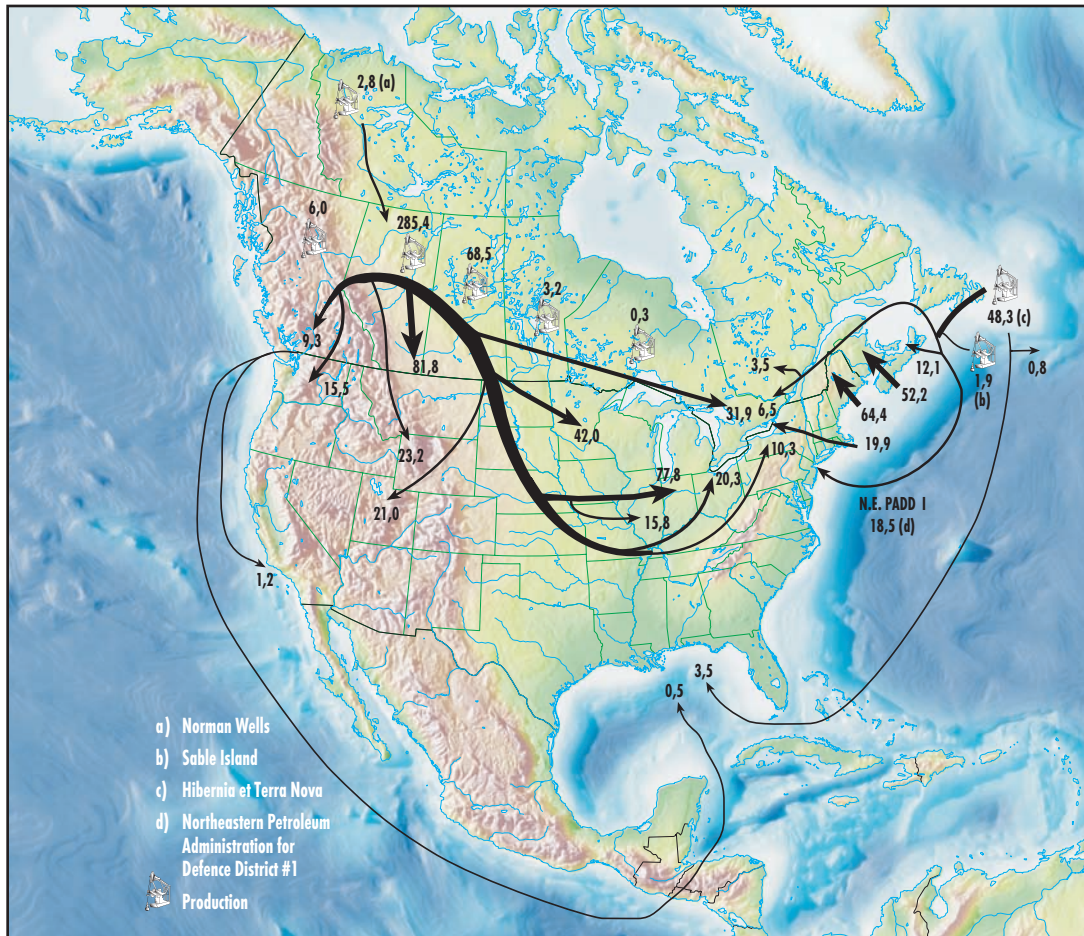 2,8 (a)
6,0
285,4
68,5
3,2
0,3
48,3 (c)
9,3
81,8
3,5
12,1
1,9
(b)
0,8
15,5
31,9
6,5
52,2
64,4
42,0
10,3
19,9
23,2
77,8
20,3
21,0
15,8
N.E. PADD I
18,5 (d)
1,2
3,5
0,5
a) Norman Wells
b) Sable Island
c) Hibernia et Terra Nova
d) Northeastern Petroleum
Administration for
Defence District #1
Production